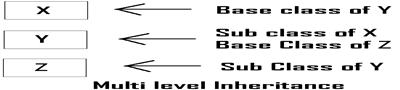 X Base class of Y
Sub class of X
Y Base Class of Z
Z Sub Class of Y
Multi level Inheritance